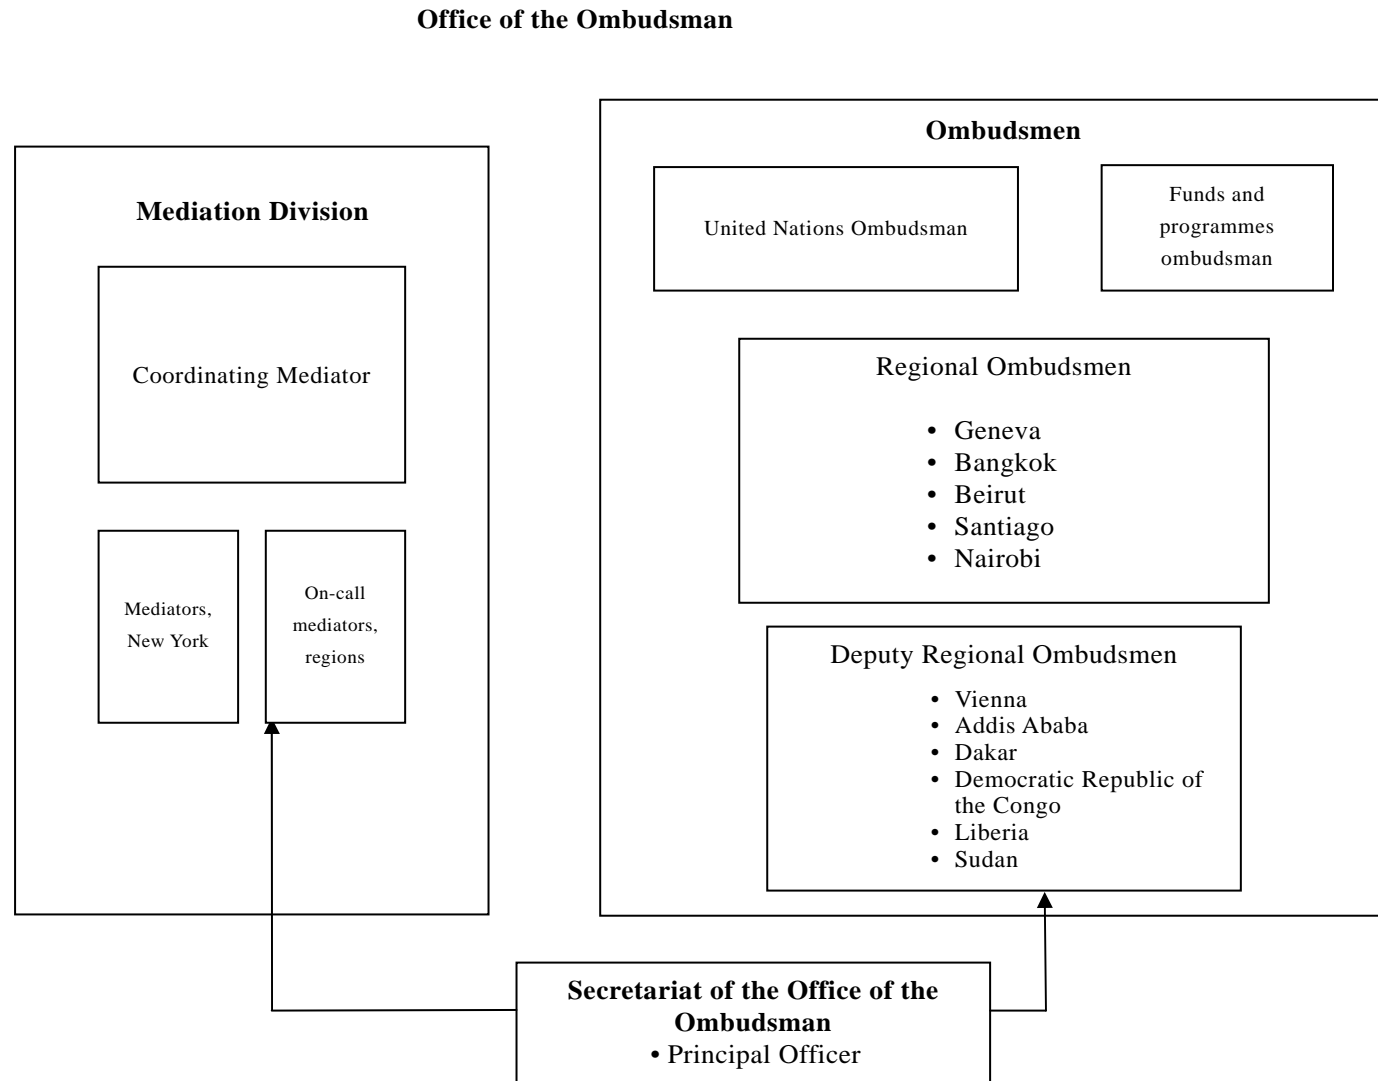 Office of the Ombudsman
Mediation Division
Coordinating Mediator
Mediators,
New York
On-call
mediators,
regions
Ombudsmen
United Nations Ombudsman
Funds and
programmes
ombudsman
Regional Ombudsmen
• Geneva
• Bangkok
• Beirut
• Santiago
• Nairobi
Deputy Regional Ombudsmen
• Vienna
• Addis Ababa
• Dakar
• Democratic Republic of
the Congo
• Liberia
• Sudan
Secretariat of the Office of the
Ombudsman
• Principal Officer